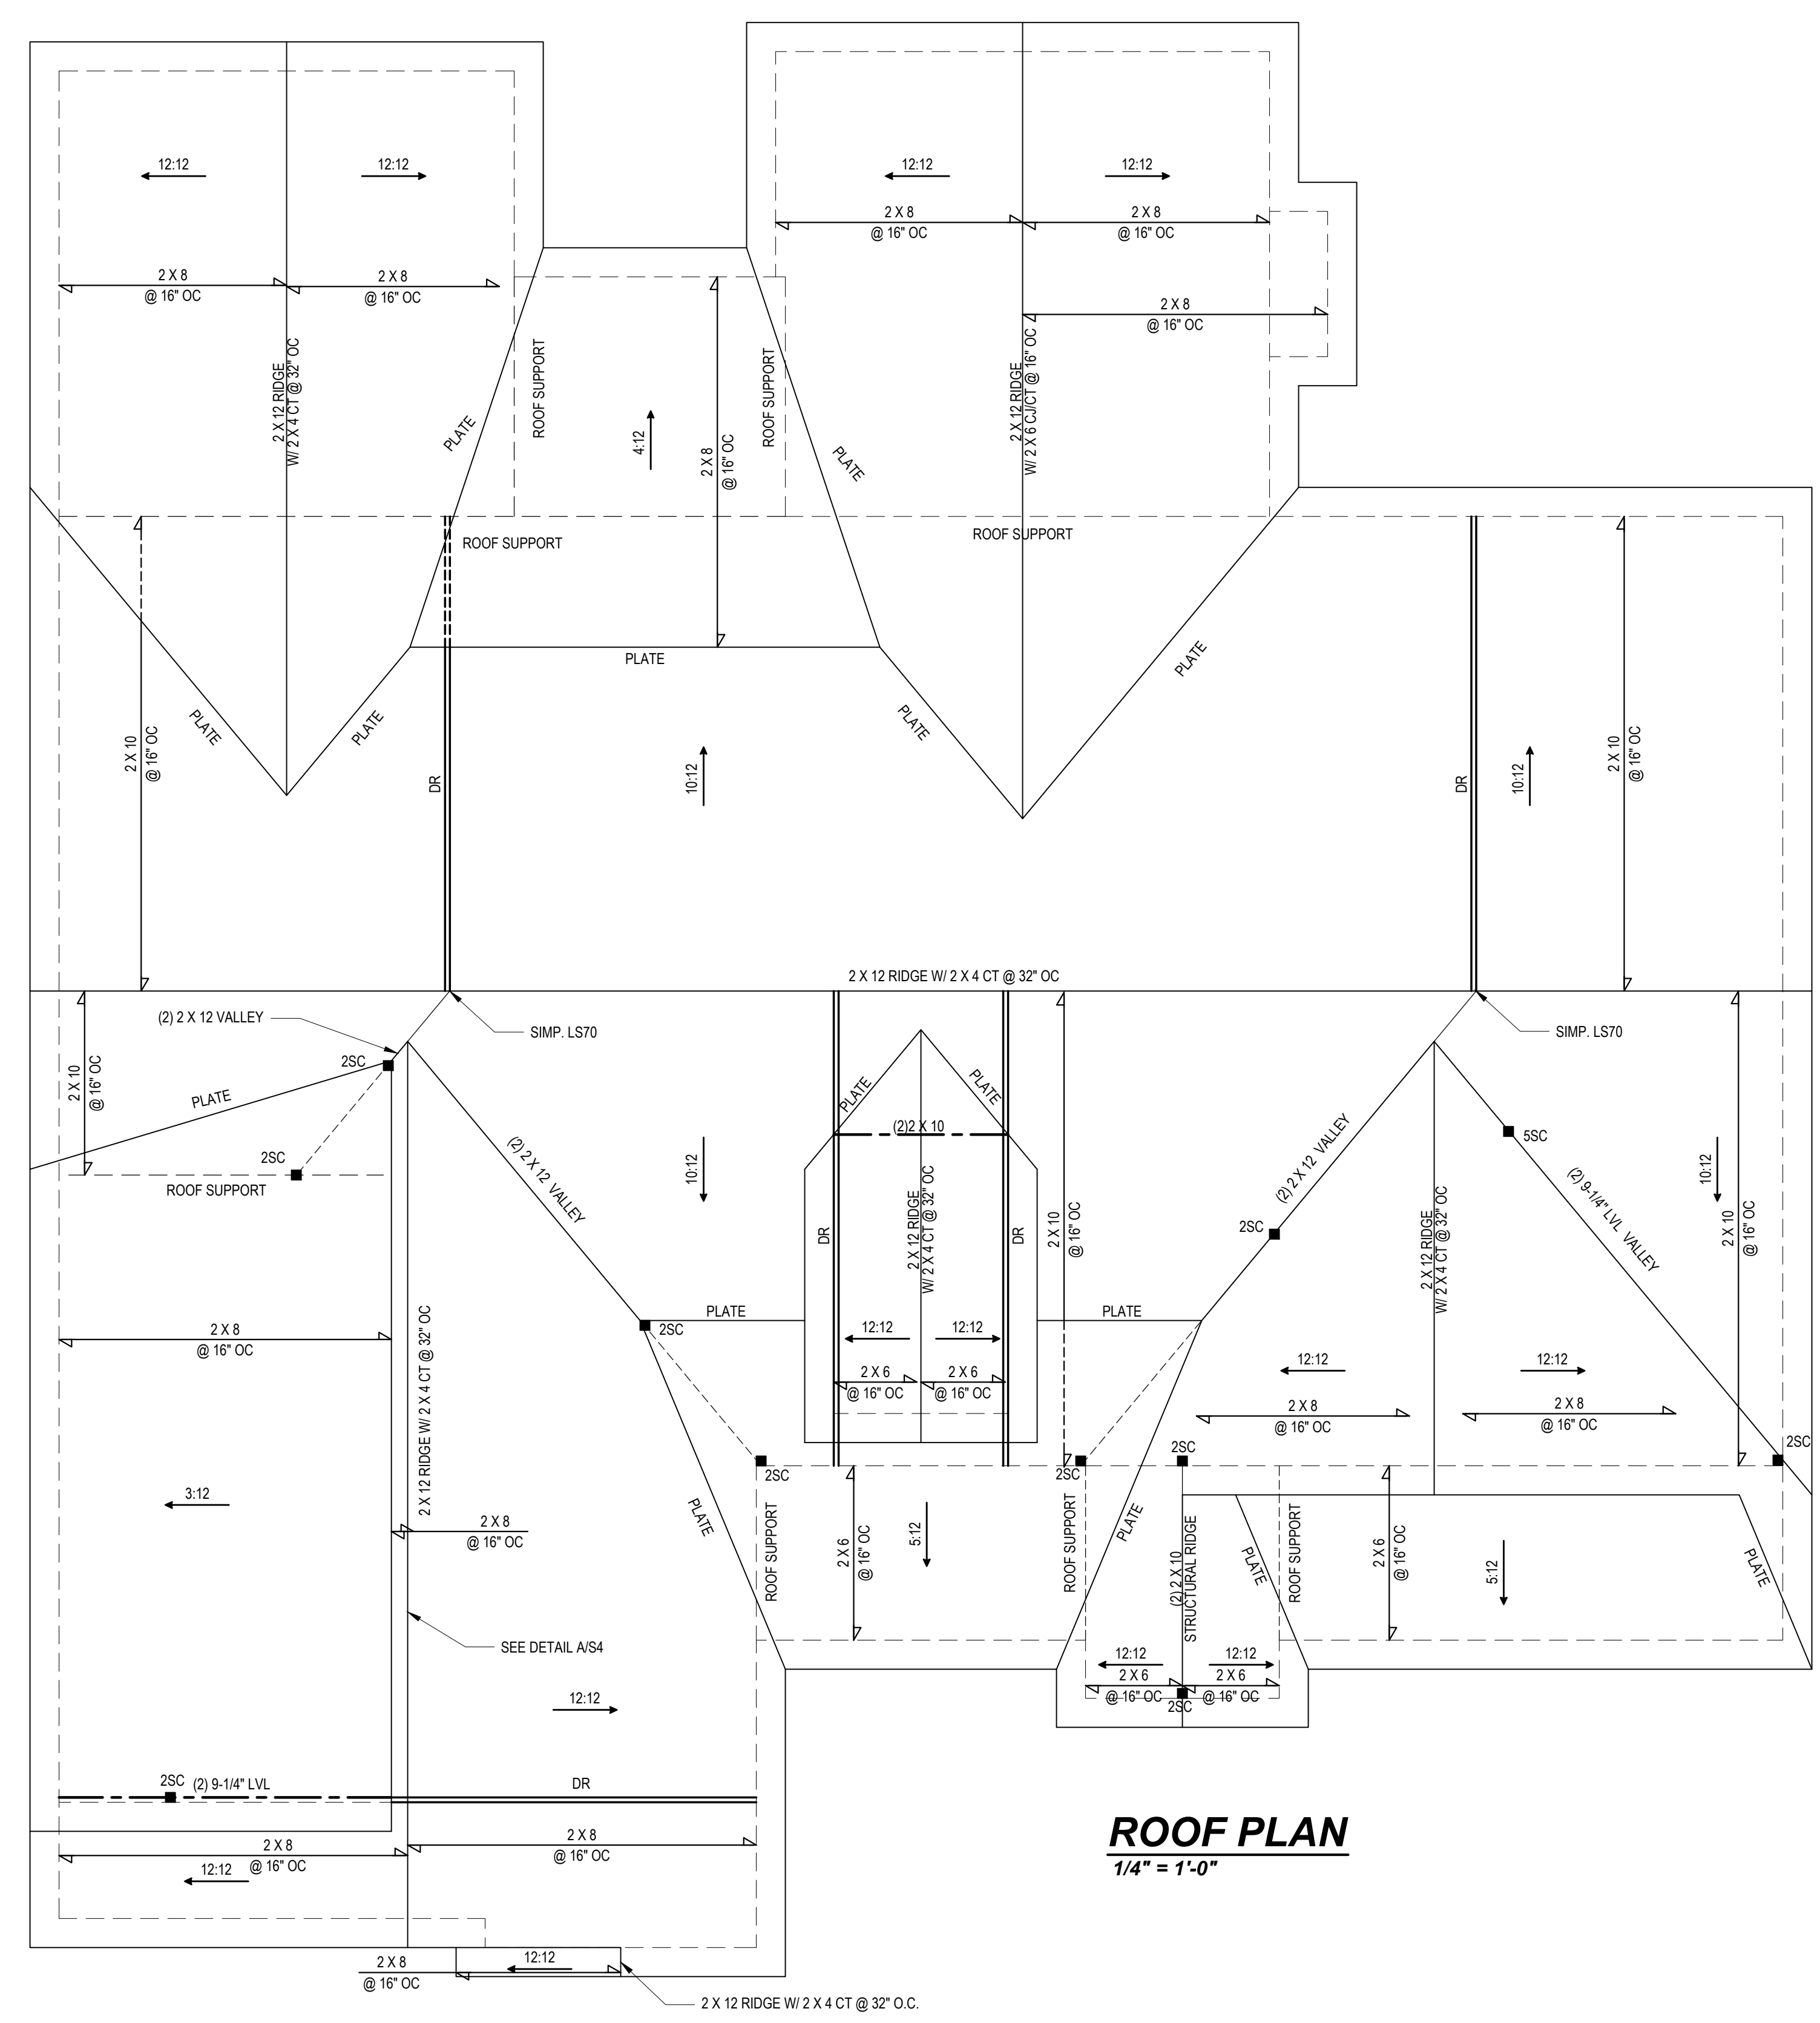 12:12
12:12
12:12
12:12
2 X 8
@ 16" OC
2 X 8
@ 16" OC
2 X 8
@ 16" OC
2 X 8
@ 16" OC
2 X 8
@ 16" OC
2 X 12 RIDGE
W/ 2 X 4 CT @ 32" OC
PLATE
ROOF SUPPORT
4:12
2 X 8
@ 16" OC
ROOF SUPPORT
PLATE
2 X 12 RIDGE
W/ 2 X 6 CJ/CT @ 16" OC
ROOF SUPPORT
ROOF SUPPORT
PLATE
PLATE
PLATE
PLATE
PLATE
2 X 10
@ 16" OC
DR
10:12
DR
10:12
2 X 10
@ 16" OC
2 X 12 RIDGE W/ 2 X 4 CT @ 32" OC
(2) 2 X 12 VALLEY
SIMP. LS70
SIMP. LS70
2SC
2 X 10
@ 16" OC
PLATE
2SC
ROOF SUPPORT
(2) 2 X 12 VALLEY
10:12
PLATE
PLATE
(2)2 X 10
DR
2 X 12 RIDGE
W/ 2 X 4 CT @ 32" OC
DR
2 X 10
@ 16" OC
(2) 2 X 12 VALLEY
2SC
5SC
(2) 9-1/4" LVL VALLEY
10:12
2 X 10
@ 16" OC
2 X 12 RIDGE
W/ 2 X 4 CT @ 32" OC
2 X 8
@ 16" OC
2 X 12 RIDGE W/ 2 X 4 CT @ 32" OC
2SC
PLATE
PLATE
12:12
12:12
2 X 6
@ 16" OC
2 X 6
@ 16" OC
12:12
12:12
2 X 8
@ 16" OC
2 X 8
@ 16" OC
2SC
2SC
2SC
2SC
3:12
2 X 8
@ 16" OC
PLATE
ROOF SUPPORT
2 X 6
@ 16" OC
5:12
ROOF SUPPORT
PLATE
(2) 2 X 10
STRUCTURAL RIDGE
PLATE
ROOF SUPPORT
2 X 6
@ 16" OC
5:12
PLATE
SEE DETAIL A/S4
12:12
12:12
12:12
2 X 6
@ 16" OC
2 X 6
@ 16" OC
2SC
2SC
(2) 9-1/4" LVL
DR
2 X 8
@ 16" OC
2 X 8
@ 16" OC
12:12
ROOF PLAN
1/4" = 1'-0"
2 X 8
@ 16" OC
12:12
2 X 12 RIDGE W/ 2 X 4 CT @ 32" O.C.